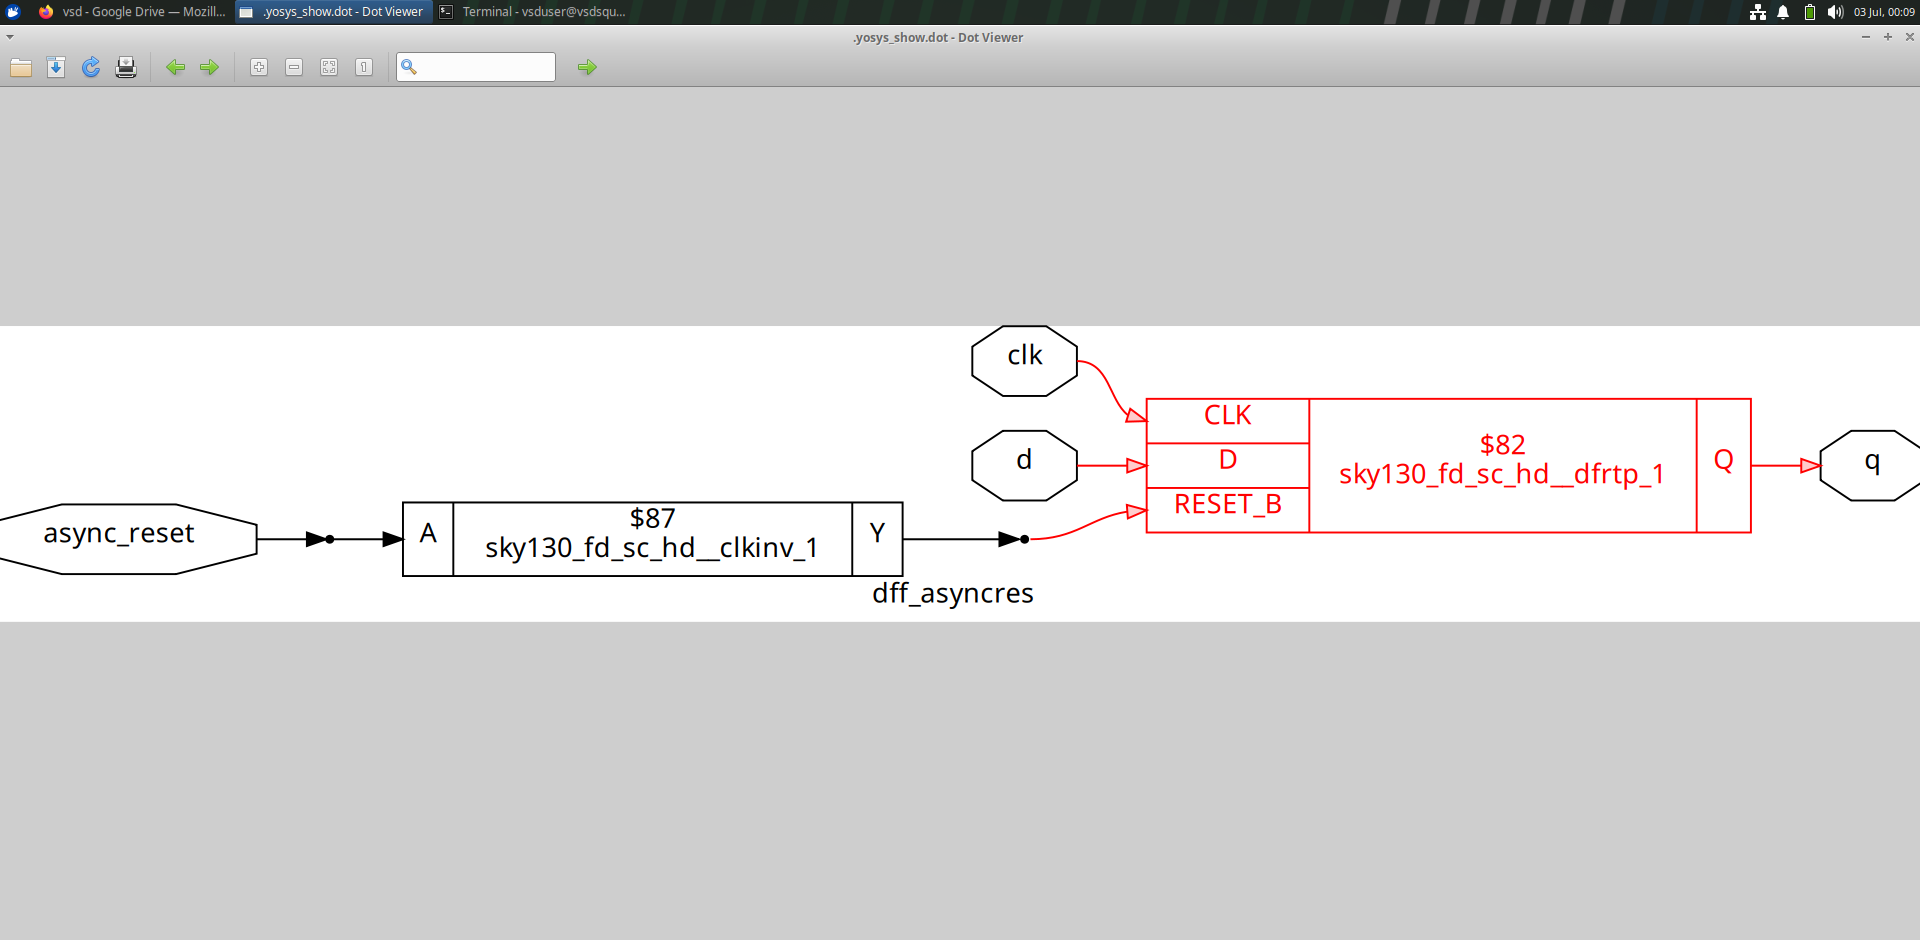 vsd - Google Drive — Mozill...
.yosys_show.dot - Dot Viewer
Terminal - vsduser@vsdsqu...
03 Jul, 00:09
.yosys_show.dot - Dot Viewer
clk
CLK
d
D
$82
sky130_fd_sc_hd__dfrtp_1
Q
q
RESET_B
async_reset
A
$87
sky130_fd_sc_hd__clkinv_1
Y
dff_asyncres